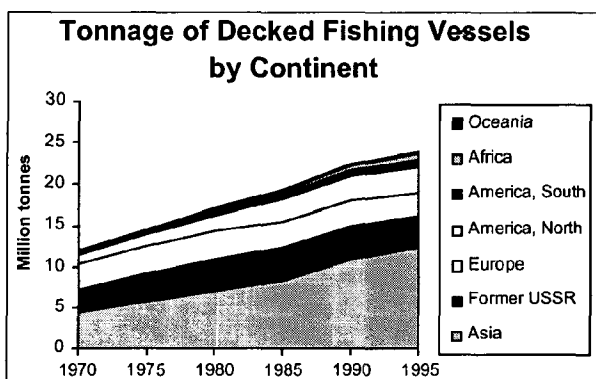 Tonnage of Decked Fishing Vessels
by Continent
Million tonnes
30
25
20
15
10
5
0
1970 1975 1980 1985 1990 1995
Oceania
Africa
America, South
America, North
Europe
Former USSR
Asia